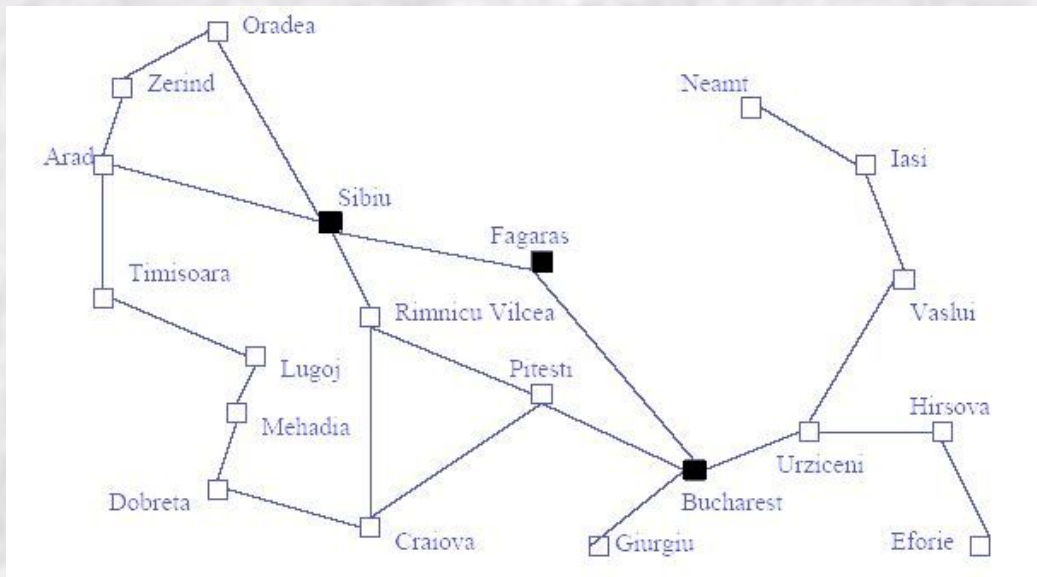 Oradea
Neamt
Zerind
Arad
Iasi
Sibiu
Fagaras
Timisoara
Rimnicu Vilcea
Vaslui
Lugoj
Pitesti
Hirsova
Mehadia
Urziceni
Dobreta
Bucharest
Craiova
Giurgiu
Eforie